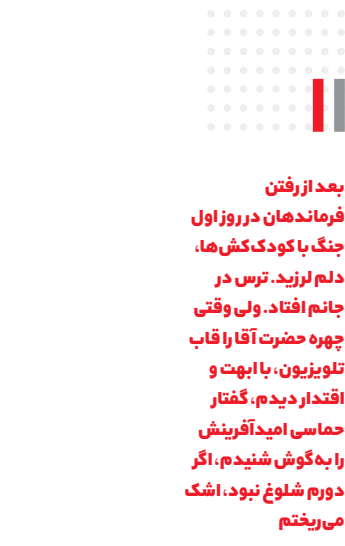 بعد از رفتن
فرماندهان در روز اول
جنگ با کودک‌کش‌ها،
دلم لرزید. ترس در
جانم افتاد. ولی وقتی
چهره حضرت آقا را قاب
تلویزیون، با ابهت و
اقتدار دیدم، گفتار
حماسی امیدآفرینش
را به‌گوش شنیدم، اگر
دورم شلوغ نبود، اشک
می‌ریختم